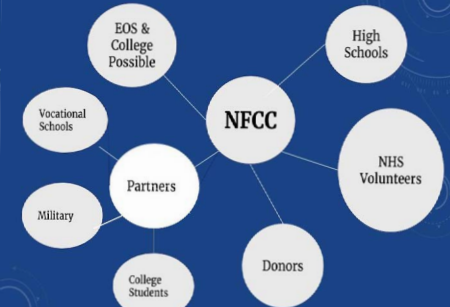 EOS &
College
Possible
High
Schools
Vocational
Schools
NFCC
NHS
Volunteers
Partners
Military
Donors
College
Students